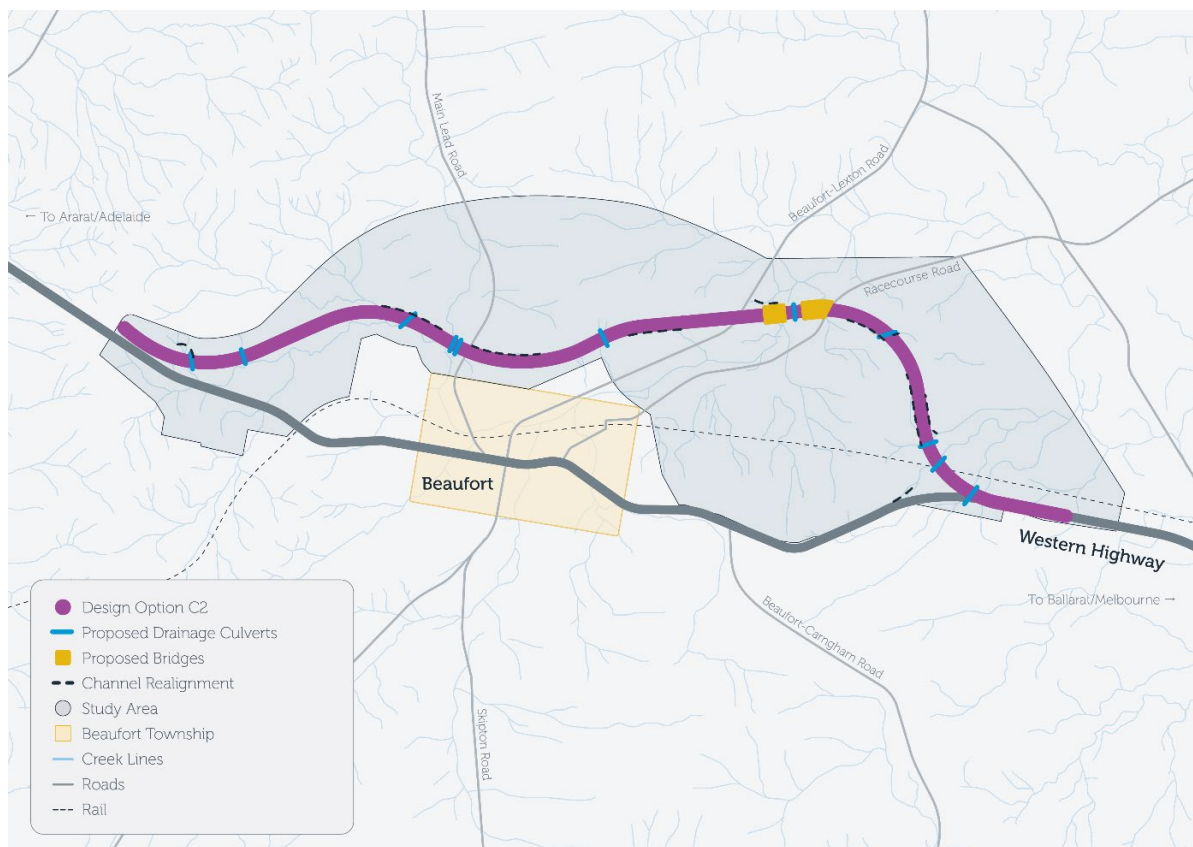 Main Lead Road
Beaufort-Lexton Road
← To Ararat/Adelaide
Racecourse Road
Beaufort
Western Highway
To Ballarat/Melbourne →
Beaufort-Carngham Road
Skipton Road
Design Option C2
Proposed Drainage Culverts
Proposed Bridges
Channel Realignment
Study Area
Beaufort Township
Creek Lines
Roads
Rail